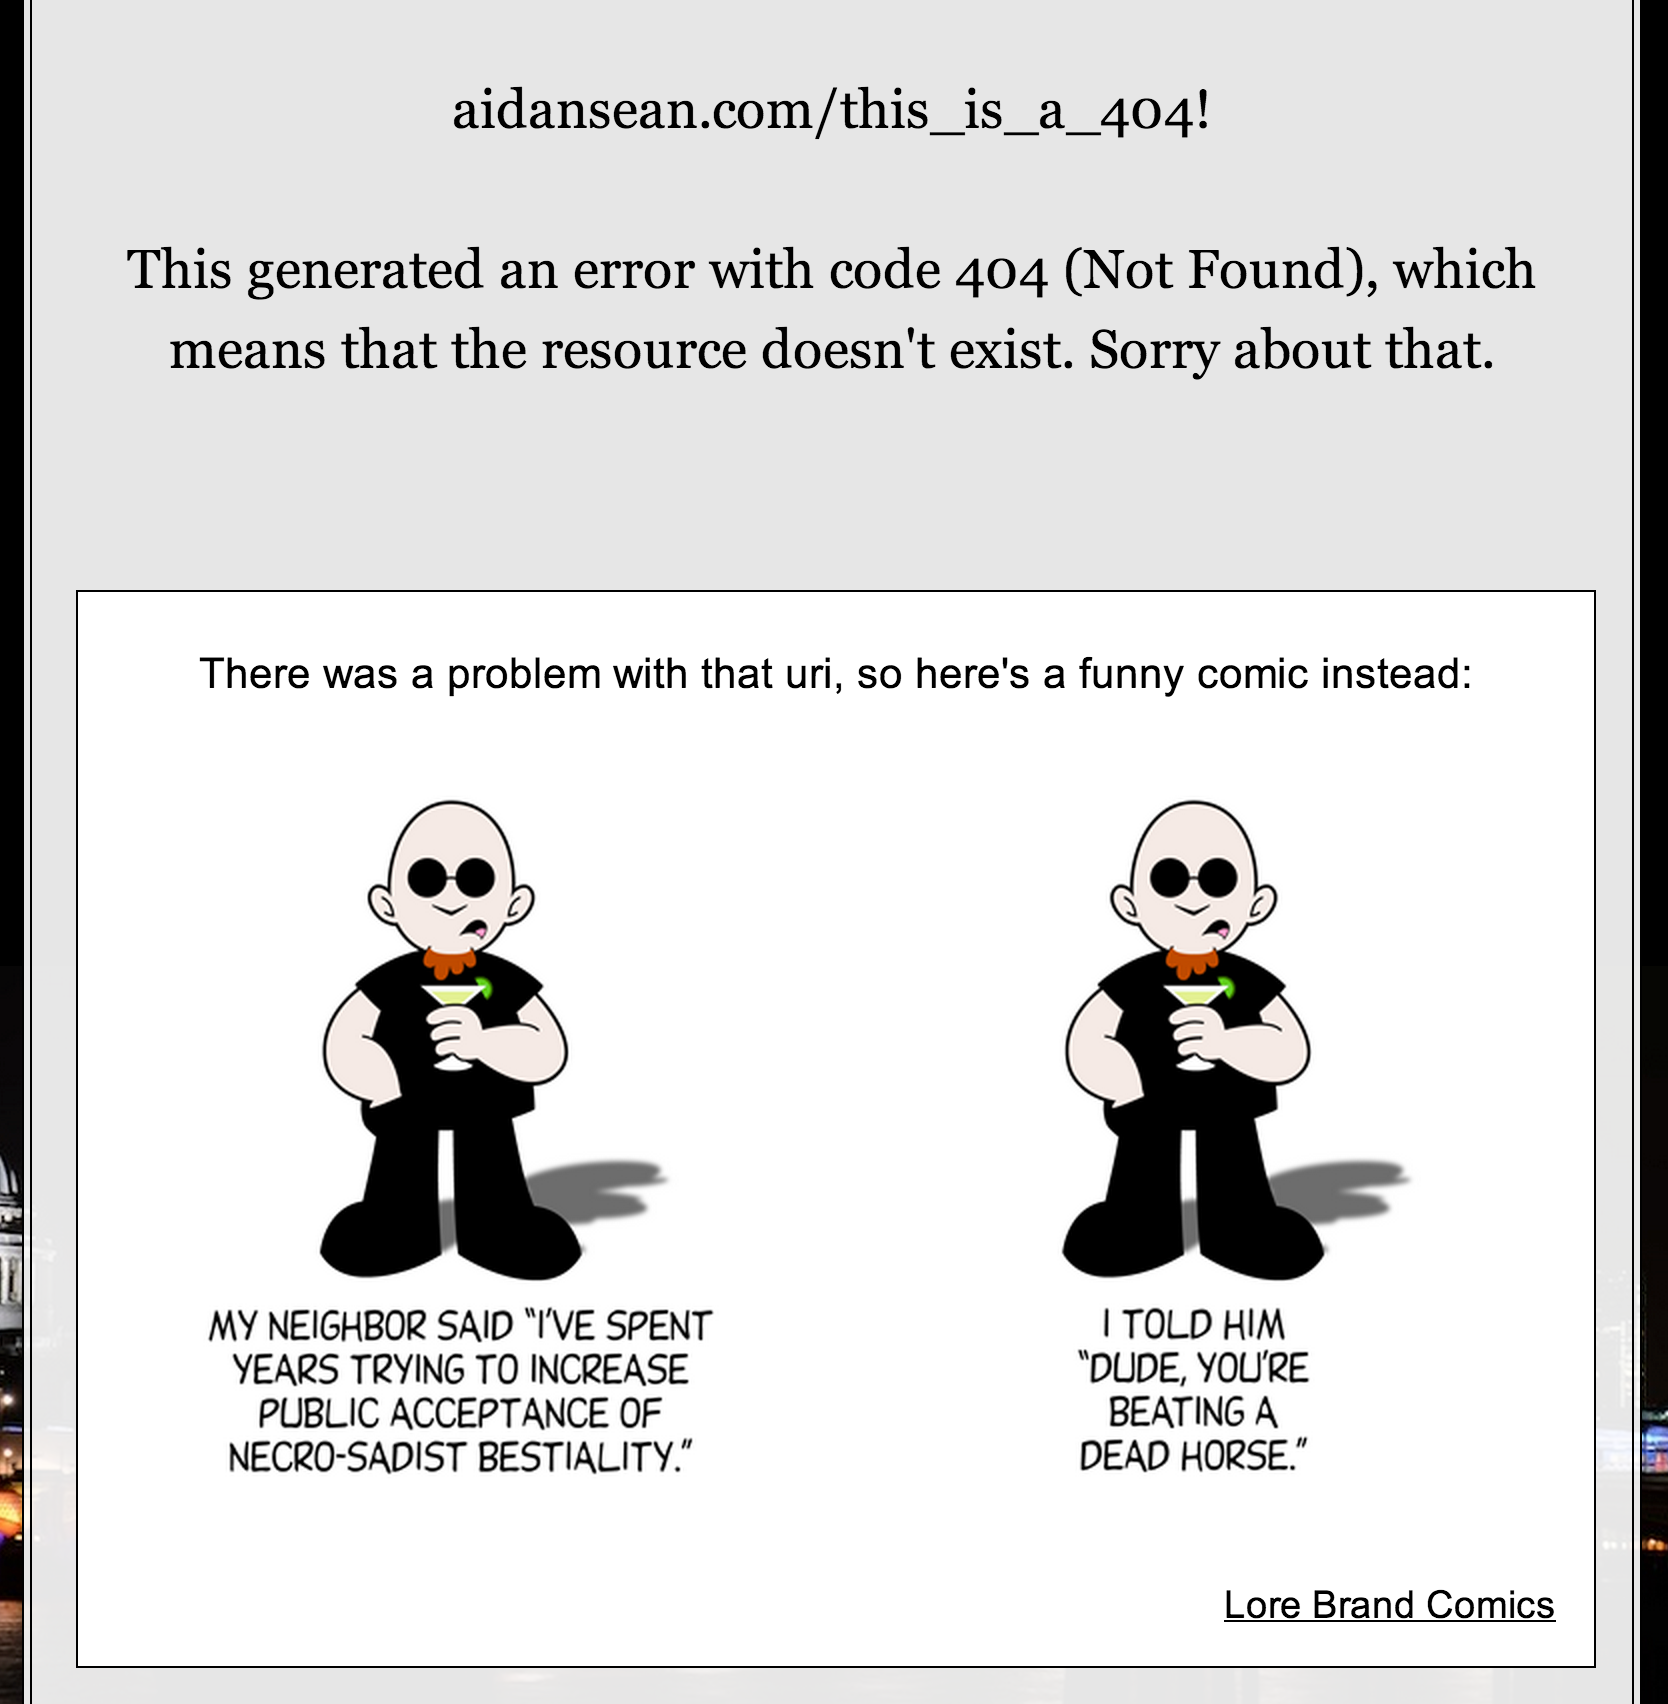 aidansean.com/this_is_a_404!
This generated an error with code 404 (Not Found), which
means that the resource doesn't exist. Sorry about that.
There was a problem with that uri, so here's a funny comic instead:
MY NEIGHBOR SAID “I'VE SPENT
YEARS TRYING TO INCREASE
PUBLIC ACCEPTANCE OF
NECRO-SADIST BESTIALITY.”
I TOLD HIM
“DUDE, YOU'RE
BEATING A
DEAD HORSE.”
Lore Brand Comics